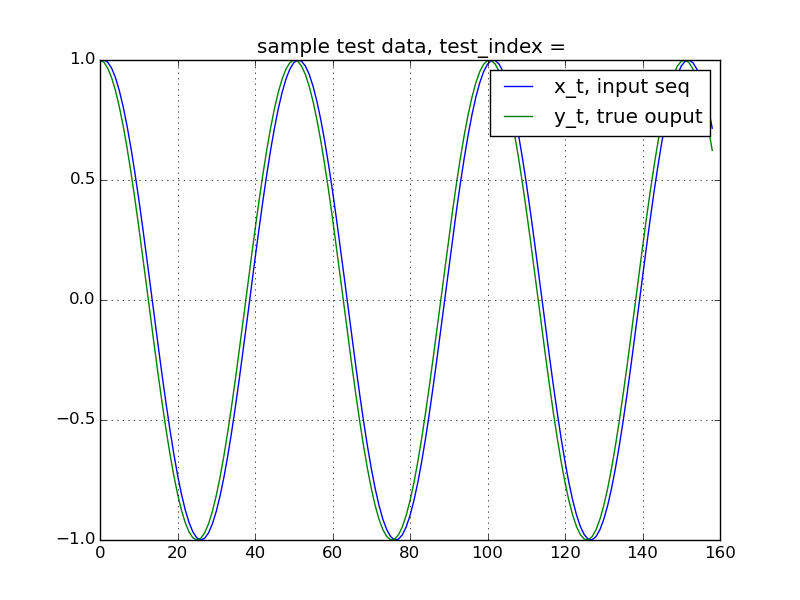 sample test data, test_index =
1.0
x_t, input seq
y_t, true ouput
0.5
0.0
−0.5
−1.0
0 20 40 60 80 100 120 140 160